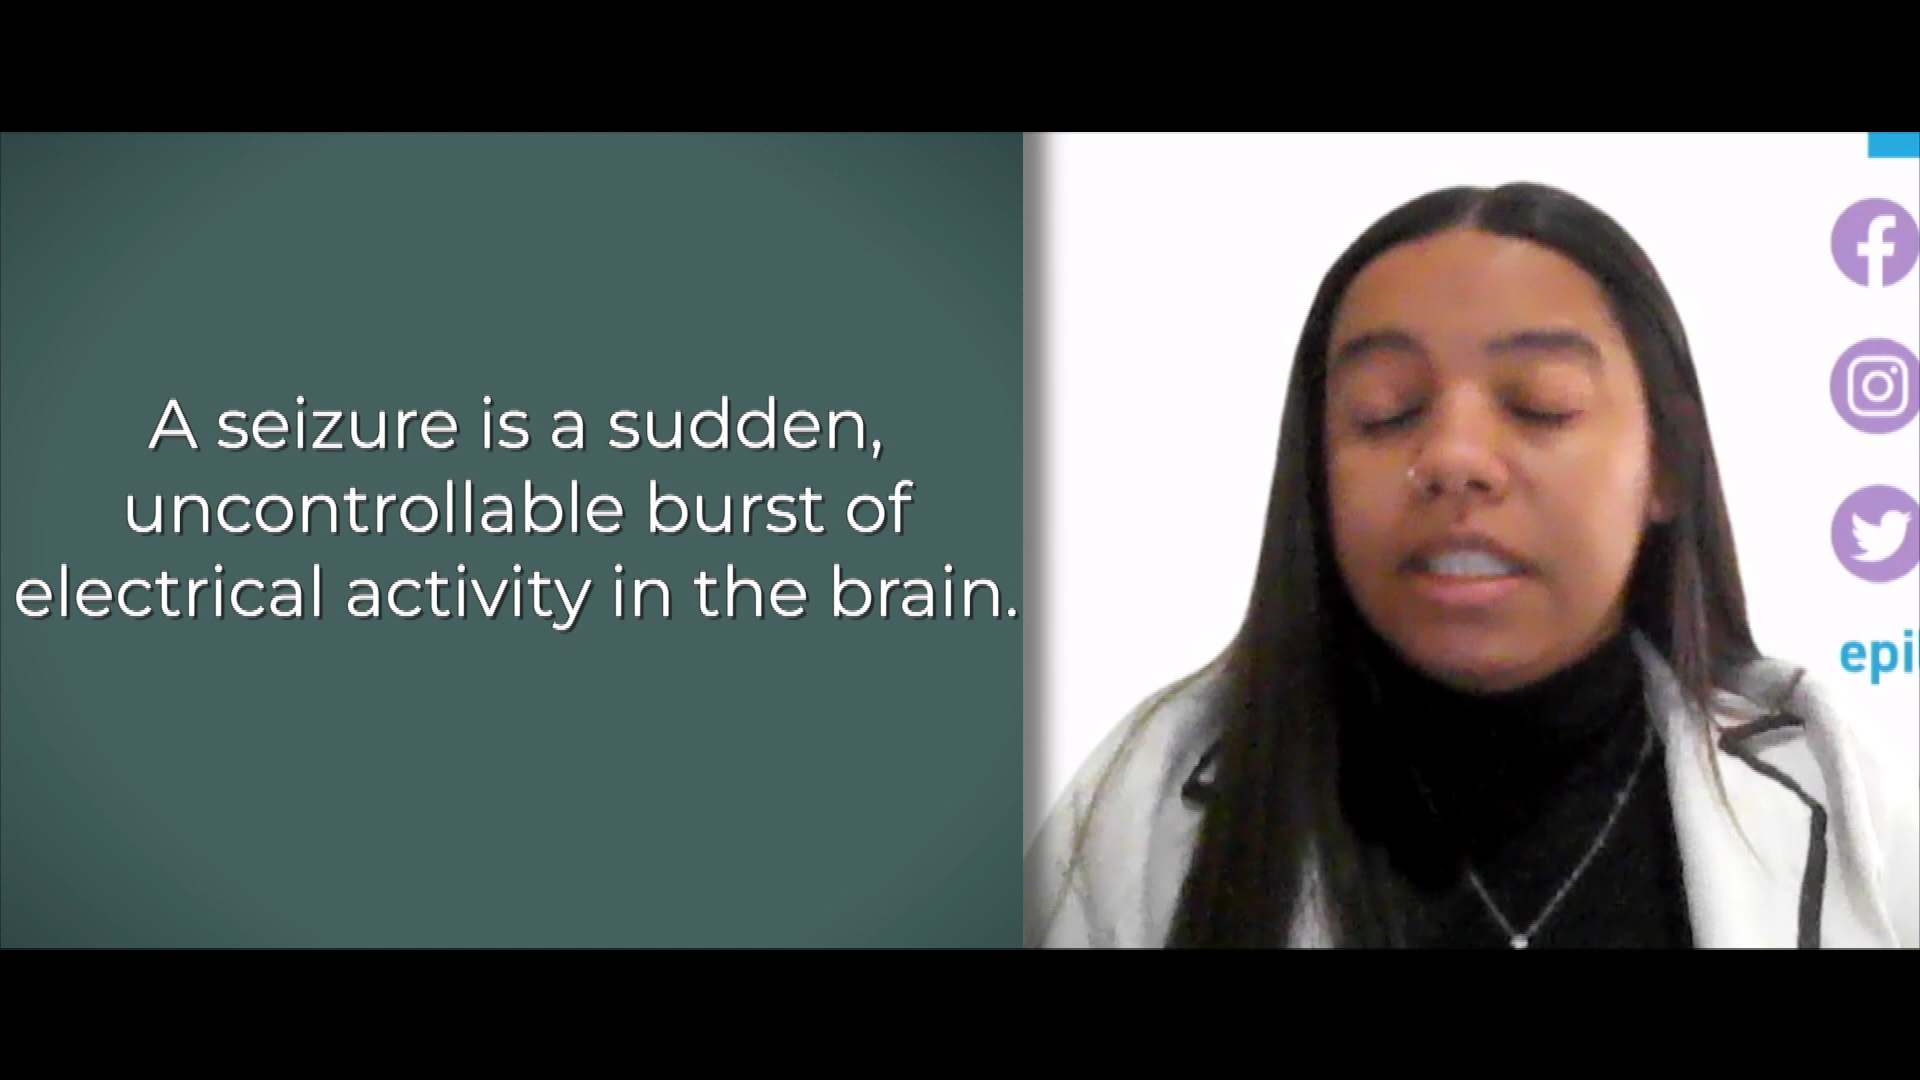 A seizure is a sudden,
uncontrollable burst of
electrical activity in the brain.
epi